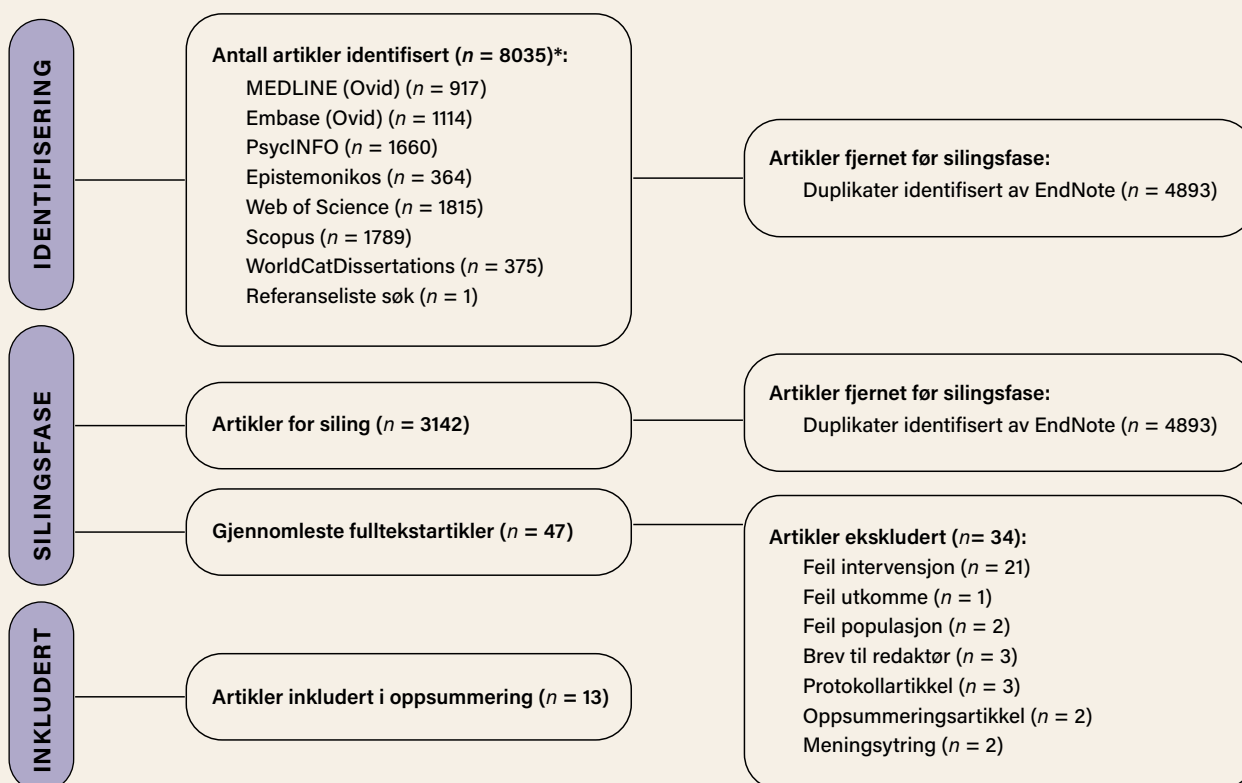 IDENTIFISERING
Antall artikler identifisert (n = 8035)*:
MEDLINE (Ovid) (n = 917)
Embase (Ovid) (n = 1114)
PsycINFO (n = 1660)
Epistemonikos (n = 364)
Web of Science (n = 1815)
Scopus (n = 1789)
WorldCatDissertations (n = 375)
Referanseliste søk (n = 1)
Artikler fjernet før silingsfase:
Duplikater identifisert av EndNote (n = 4893)
SILINGSFASE
Artikler for siling (n = 3142)
Artikler fjernet før silingsfase:
Duplikater identifisert av EndNote (n = 4893)
Gjennomleste fulltekstartikler (n = 47)
Artikler ekskludert (n= 34):
Feil intervensjon (n = 21)
Feil utkomme (n = 1)
Feil populasjon (n = 2)
Brev til redaktør (n = 3)
Protokollartikkel (n = 3)
Oppsummeringsartikkel (n = 2)
Meningsytring (n = 2)
INKLUDERT
Artikler inkludert i oppsummering (n = 13)